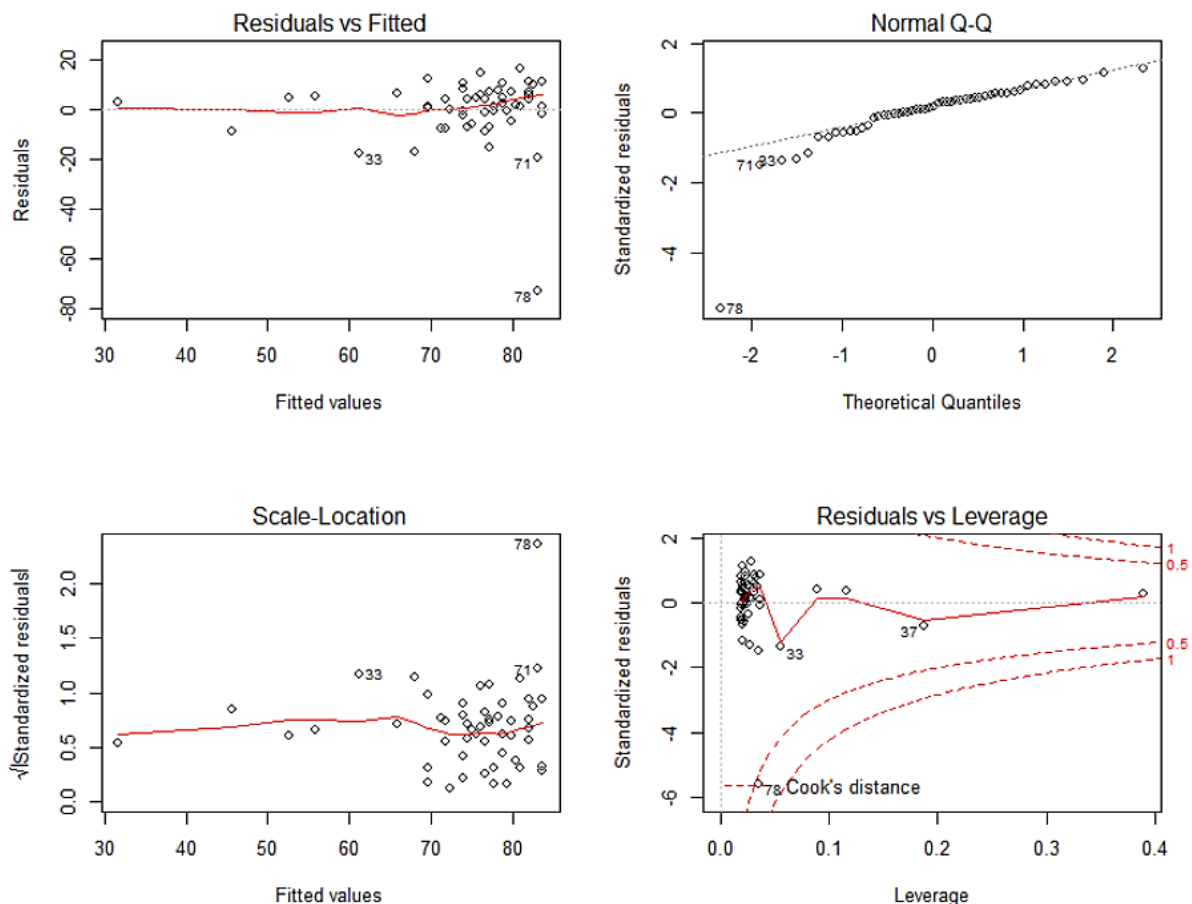 Residuals vs Fitted
Residuals
20
0
-20
-40
-60
-80
33
71
78
30 40 50 60 70 80
Fitted values
Normal Q-Q
Standardized residuals
2
0
-2
-4
71
33
78
-2 -1 0 1 2
Theoretical Quantiles
Scale-Location
√|Standardized residuals|
2.0
1.5
1.0
0.5
0.0
78
33
71
30 40 50 60 70 80
Fitted values
Residuals vs Leverage
Standardized residuals
2
0
-2
-4
-6
1
0.5
0.5
1
37
33
78
Cook's distance
0.0 0.1 0.2 0.3 0.4
Leverage